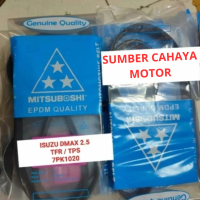 Genuine Quality
SUMBER CAHAYA
MOTOR
MITSUBOSHI
EPDM QUALITY
ISUZU DMAX 2.5
TFR / TPS
7PK1020